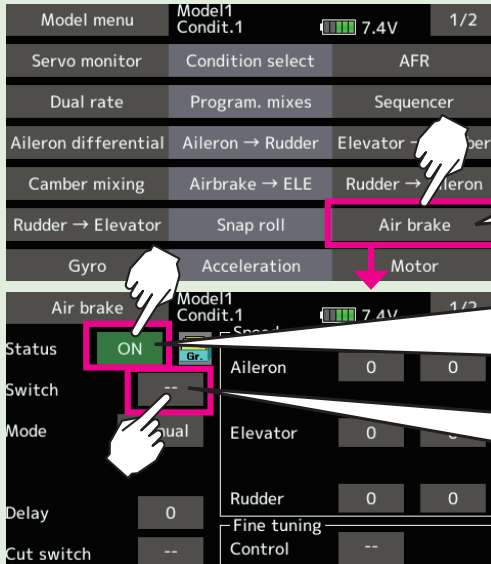 Model menu Model1 Condit.1 7.4V 1/2
Servo monitor Condition select AFR
Dual rate Program. mixes Sequencer
Aileron differential Aileron → Rudder Elevator
Camber mixing Airbrake → ELE Rudder →
Rudder → Elevator Snap roll Air brake
Gyro Acceleration Motor
Air brake Model1 Condit.1 7.4V 1/2
Status ON Gr.
Aileron 0 0
Switch --
Mode Elevator 0
Rudder 0 0
Delay 0
Fine tuning
Cut switch -- Control --